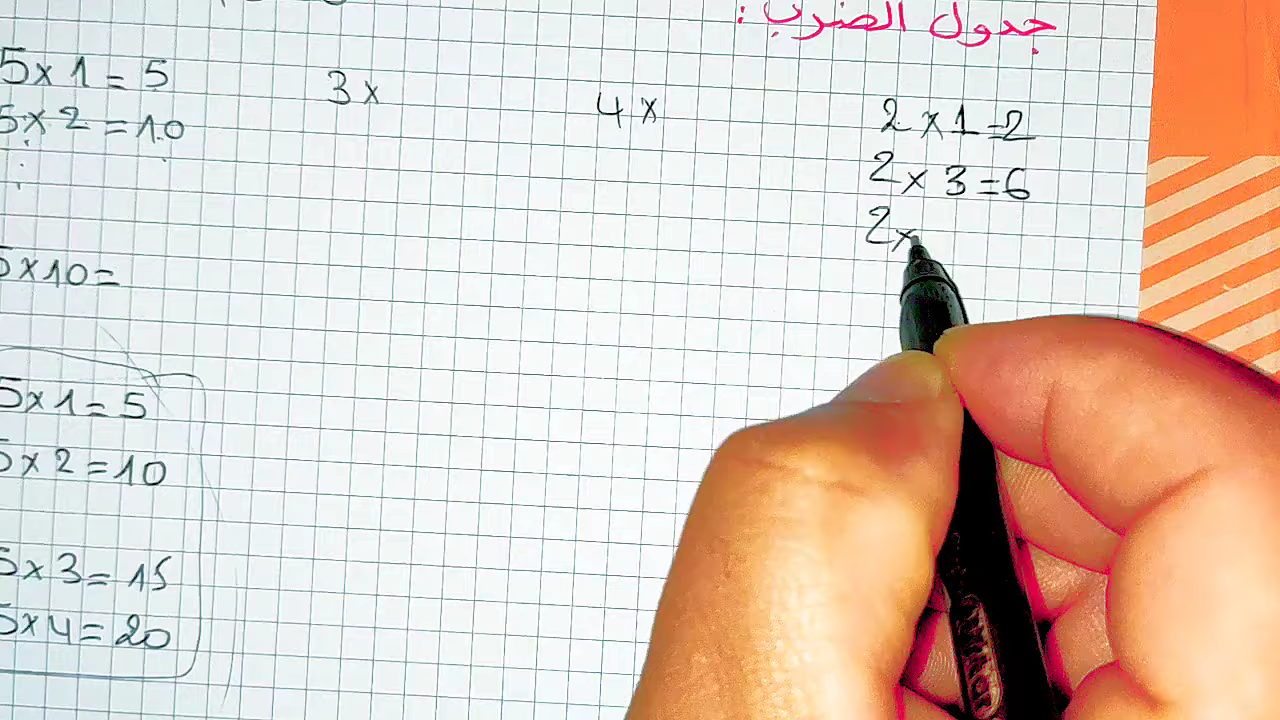 جدول الضرب :
5x1=5
5x2=10
5x10=
5x1=5
5x2=10
5x3=15
5x4=20
3x
4x
2x1=2
2x3=6
2x